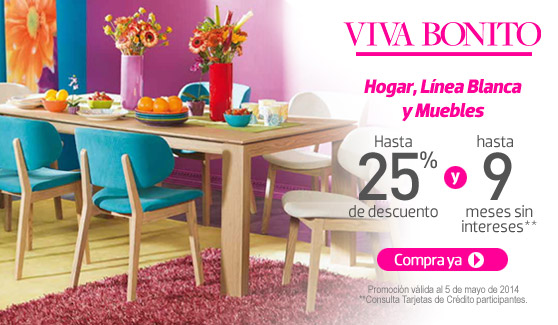 VIVA BONITO
Hogar, Línea Blanca
y Muebles
Hasta
25%
de descuento
y
hasta
9
meses sin
intereses**
Compra ya
Promoción válida al 5 de mayo de 2014
**Consulta Tarjetas de Crédito participantes.